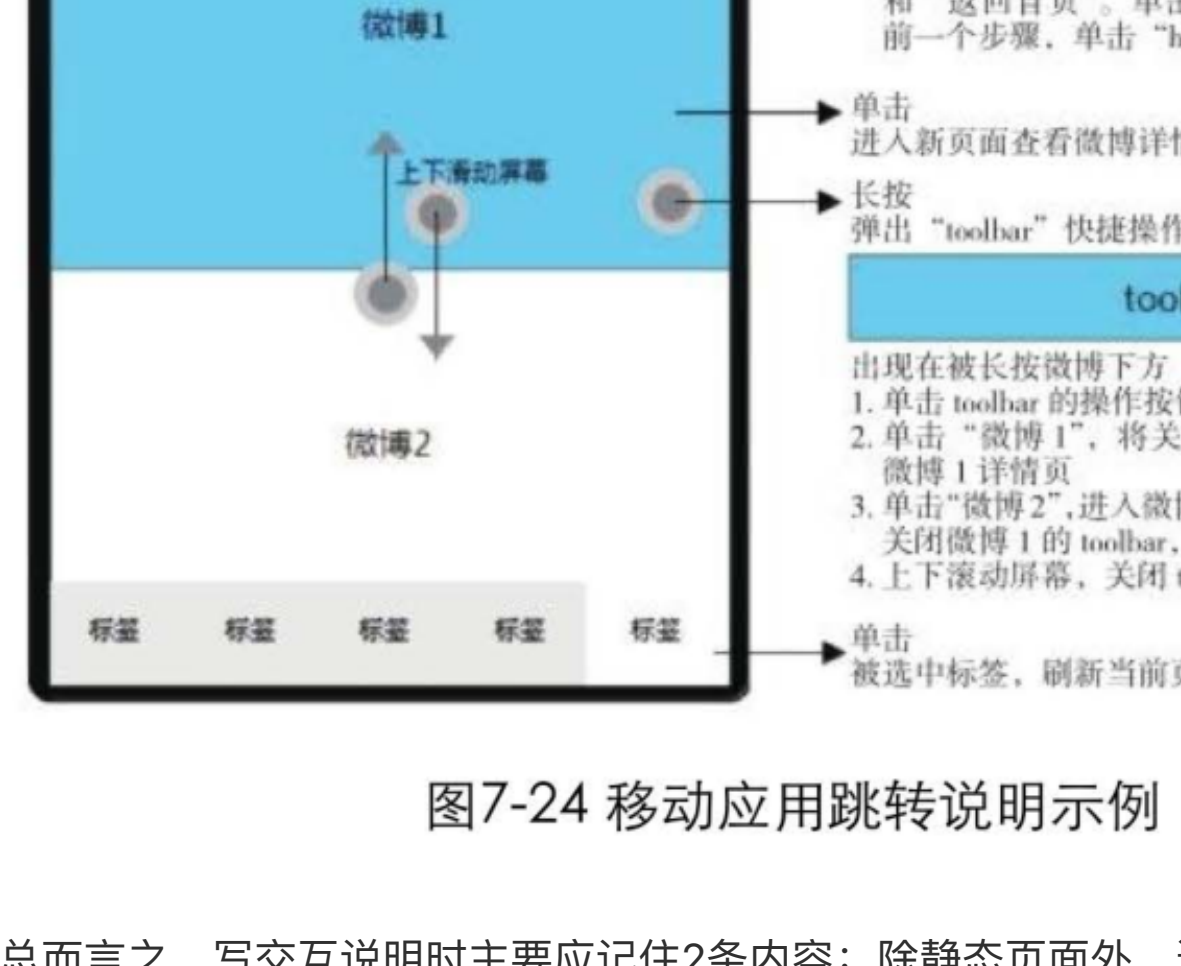 微博1
上下滑动屏幕
微博2
标签 标签 标签 标签 标签
和“返回首页”。单击
前一个步骤，单击“h
单击
进入新页面查看微博详情
长按
弹出“toolbar”快捷操作
tool
出现在被长按微博下方
1. 单击 toolbar 的操作按
2. 单击“微博 1”，将关
微博 1 详情页
3. 单击“微博 2”，进入微博
关闭微博 1 的 toolbar，
4. 上下滚动屏幕，关闭 t
单击
被选中标签，刷新当前页
图7-24 移动应用跳转说明示例
总而言之，写交互说明时主要应记住2条内容：除静态页面外，